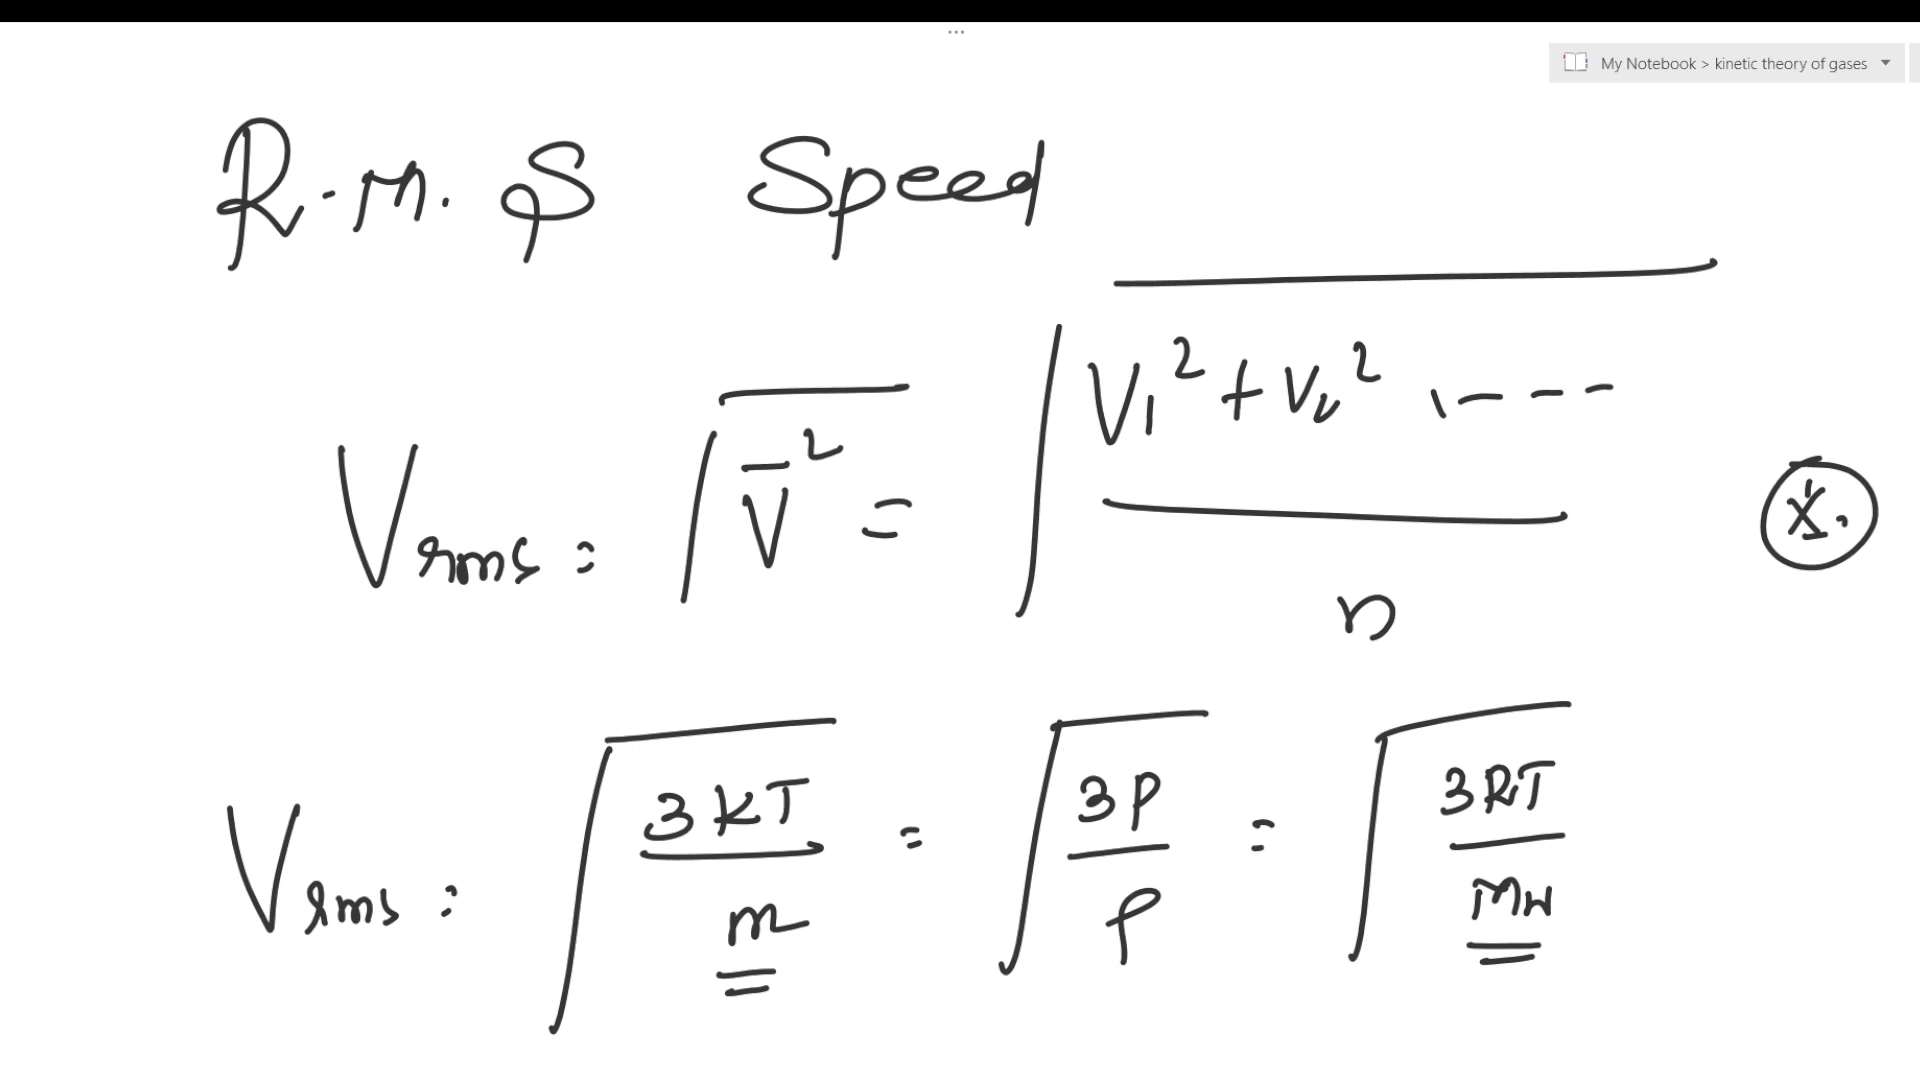 ...
My Notebook > kinetic theory of gases
R.M.S Speed
Vrms = √V̄² = √(V₁² + V₂² , - - - -) / n
Vrms = √(3KT / m) = √(3P / ρ) = √(3RT / Mw)